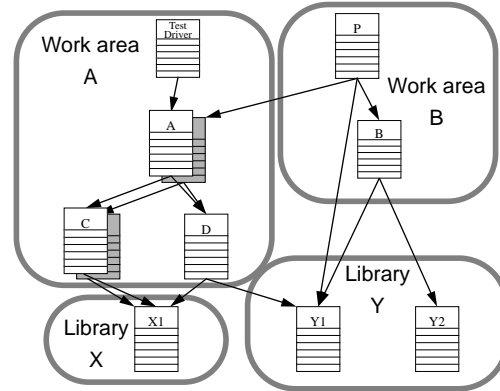 Test
Driver
Work area
A
P
Work area
B
A
B
C
D
Library
Y
Library
X
X1
Y1
Y2